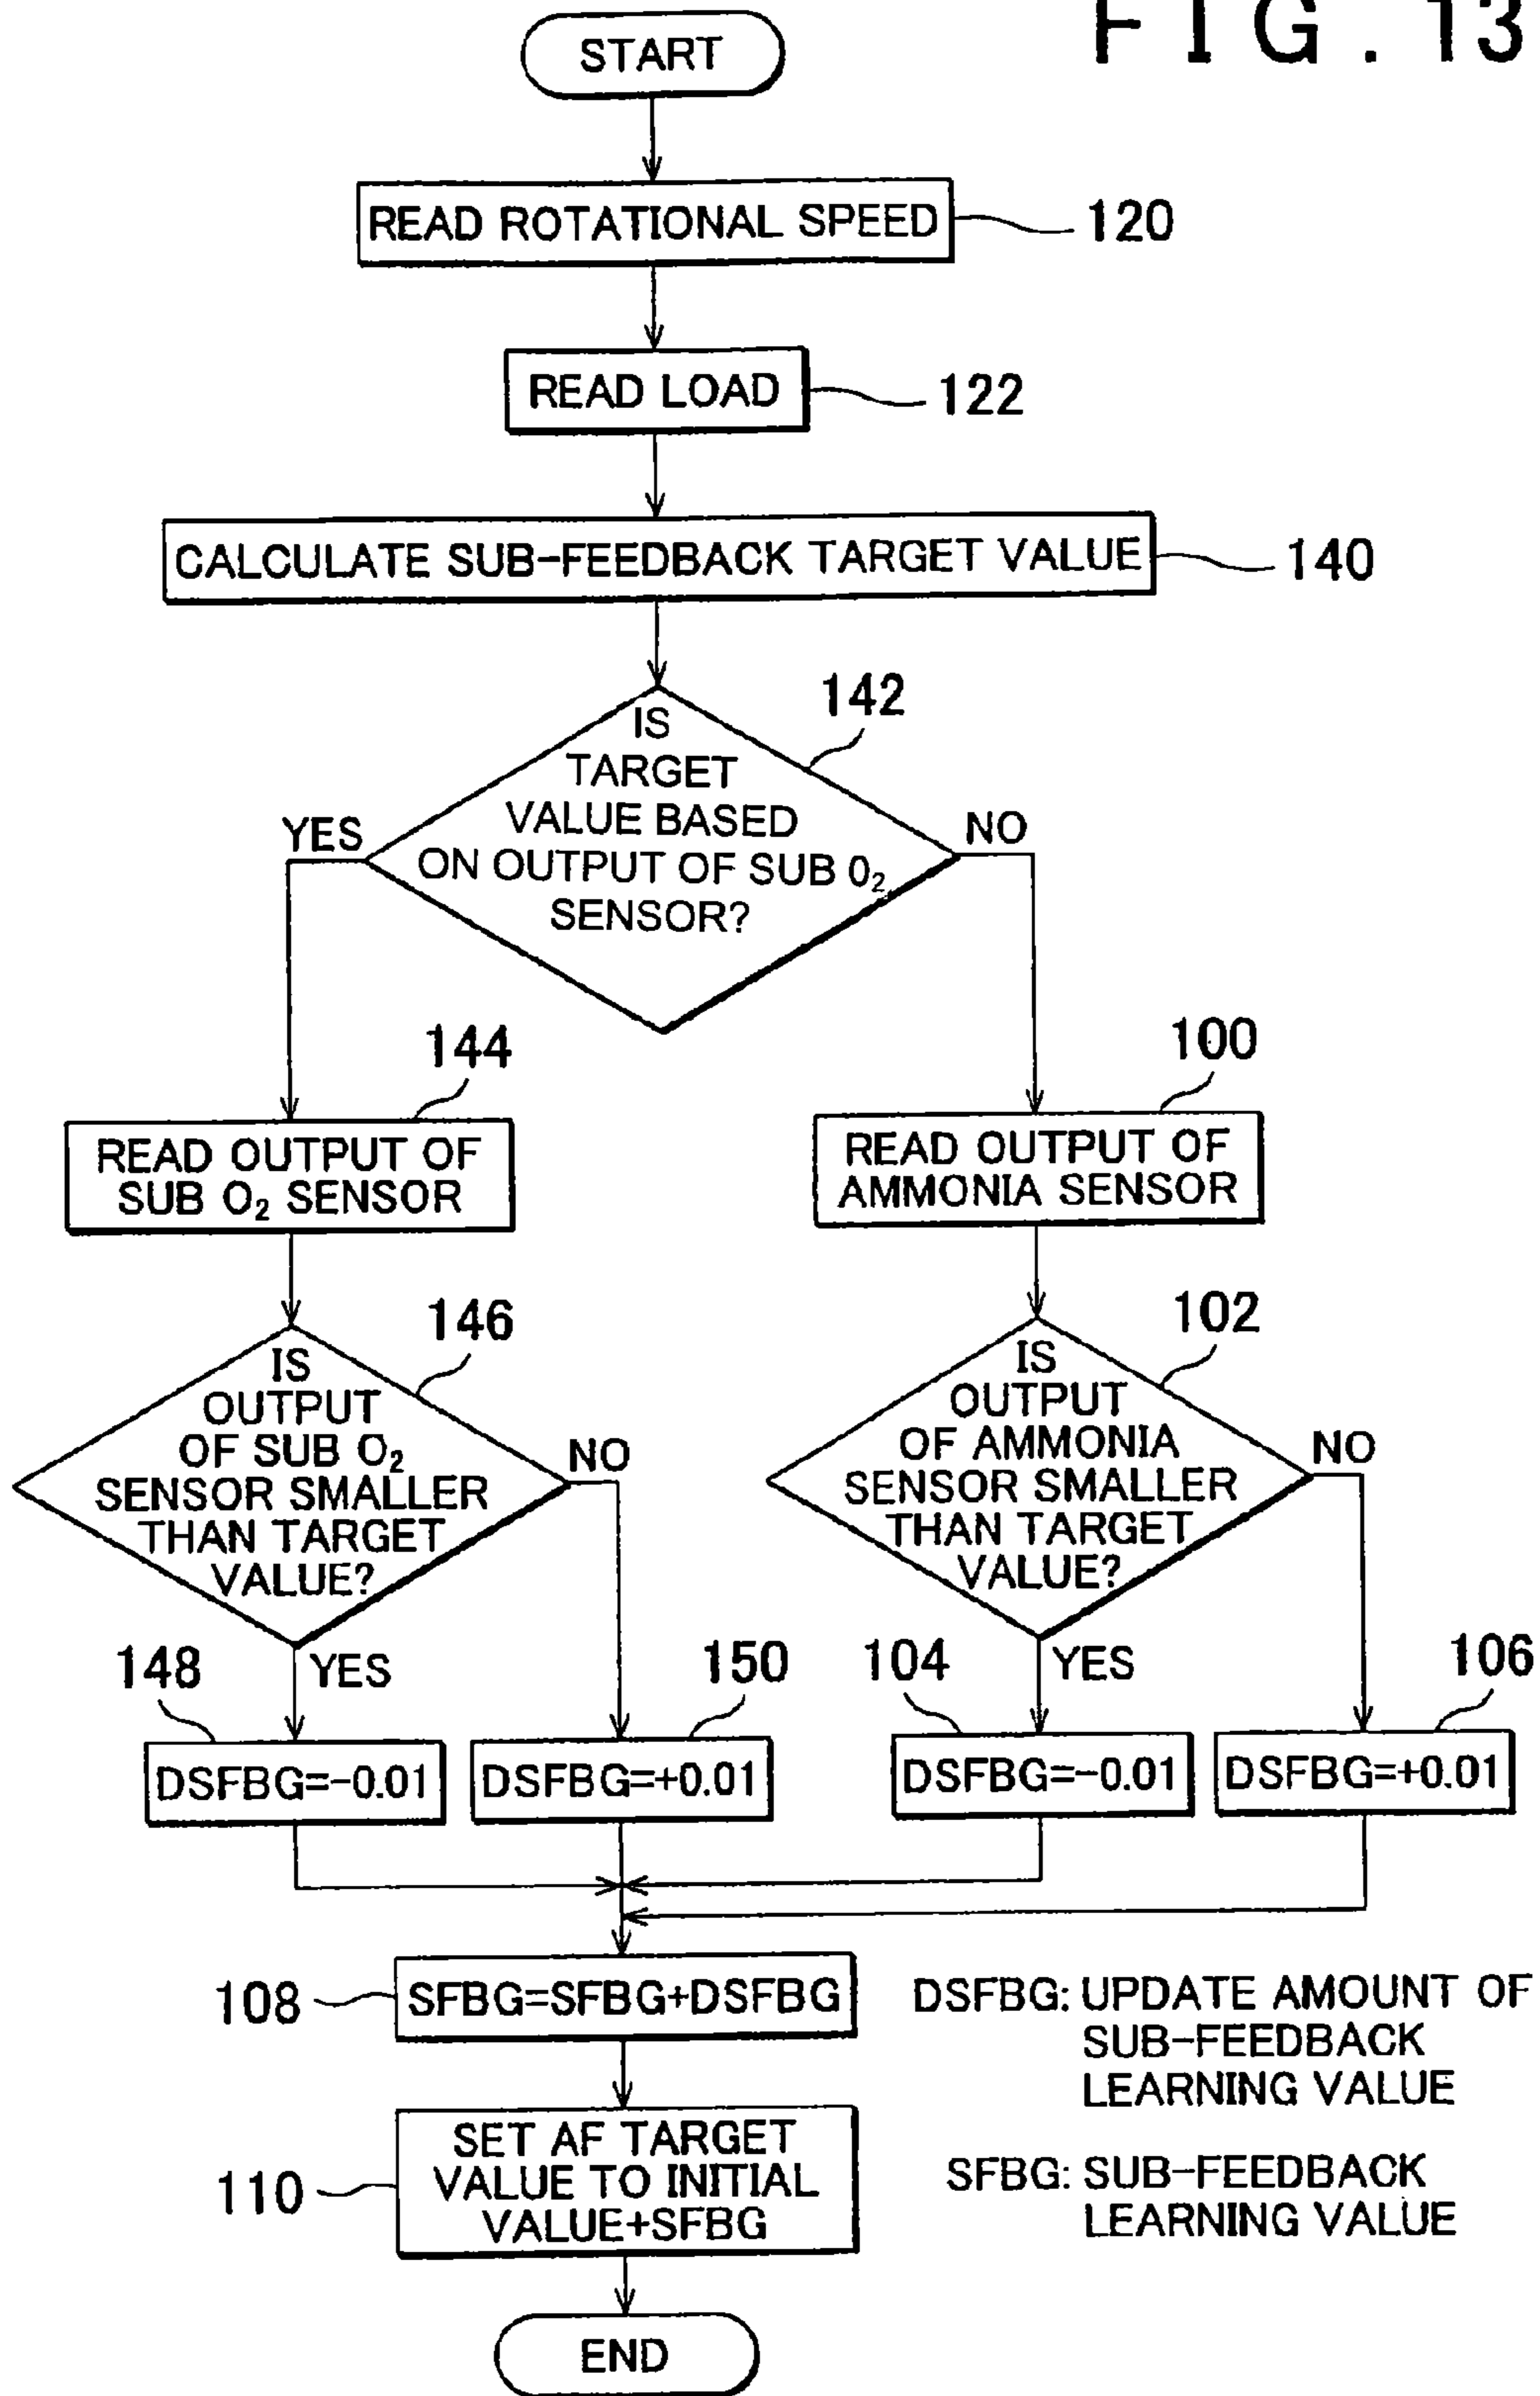 FIG. 13
START
READ ROTATIONAL SPEED
120
READ LOAD
122
CALCULATE SUB-FEEDBACK TARGET VALUE
140
142
IS
TARGET
VALUE BASED
ON OUTPUT OF SUB O₂
SENSOR?
YES
NO
144
READ OUTPUT OF
SUB O₂ SENSOR
100
READ OUTPUT OF
AMMONIA SENSOR
146
IS
OUTPUT
OF SUB O₂
SENSOR SMALLER
THAN TARGET
VALUE?
NO
YES
102
IS
OUTPUT
OF AMMONIA
SENSOR SMALLER
THAN TARGET
VALUE?
NO
YES
148
DSFBG=-0.01
150
DSFBG=+0.01
104
DSFBG=-0.01
106
DSFBG=+0.01
108
SFBG=SFBG+DSFBG
110
SET AF TARGET
VALUE TO INITIAL
VALUE+SFBG
END
DSFBG: UPDATE AMOUNT OF
SUB-FEEDBACK
LEARNING VALUE
SFBG: SUB-FEEDBACK
LEARNING VALUE